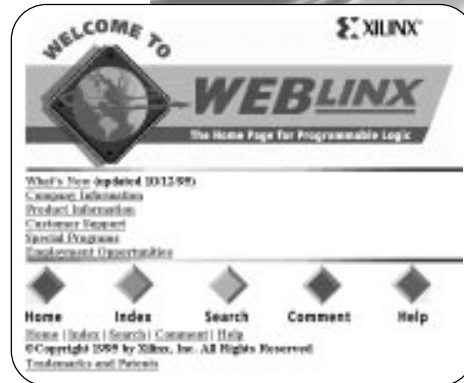 WELCOME TO
XILINX™
WEBLINX
The Home Page for Programmable Logic
What's New (updated 10/12/95)
Company Information
Product Information
Customer Support
Special Programs
Employment Opportunities
Home Index Search Comment Help
Home | Index | Search | Comment | Help
©Copyright 1995 by Xilinx, Inc. All Rights Reserved
Trademarks and Patents